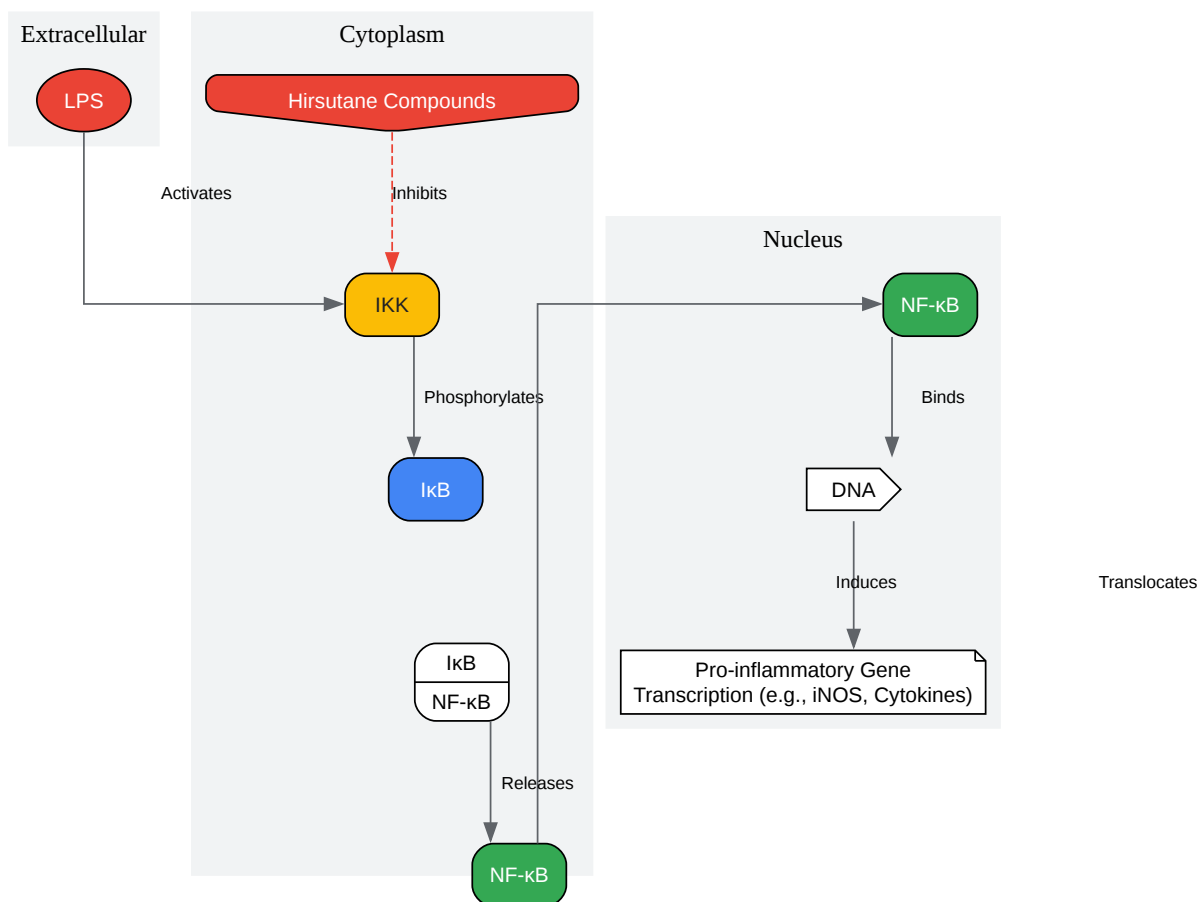 Extracellular
Cytoplasm
LPS
Hirsutane Compounds
Activates
Inhibits
Nucleus
IKK
NF-κB
Phosphorylates
Binds
IκB
DNA
Induces
Translocates
IκB
NF-κB
Pro-inflammatory Gene
Transcription (e.g., iNOS, Cytokines)
Releases
NF-κB